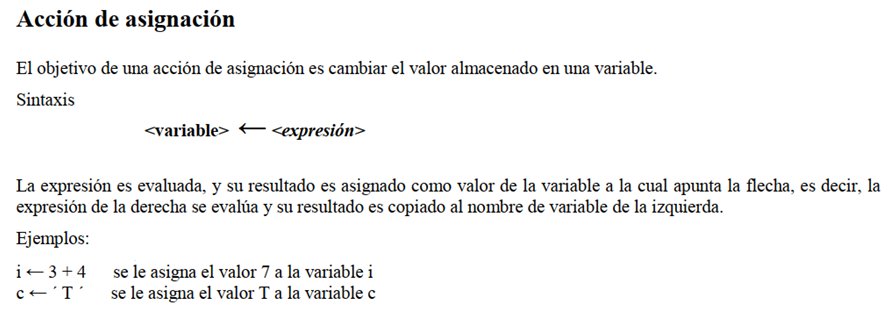 Acción de asignación
El objetivo de una acción de asignación es cambiar el valor almacenado en una variable.
Sintaxis
<variable> ← <expresión>
La expresión es evaluada, y su resultado es asignado como valor de la variable a la cual apunta la flecha, es decir, la
expresión de la derecha se evalúa y su resultado es copiado al nombre de variable de la izquierda.
Ejemplos:
i ← 3 + 4 se le asigna el valor 7 a la variable i
c ← ´ T ´ se le asigna el valor T a la variable c